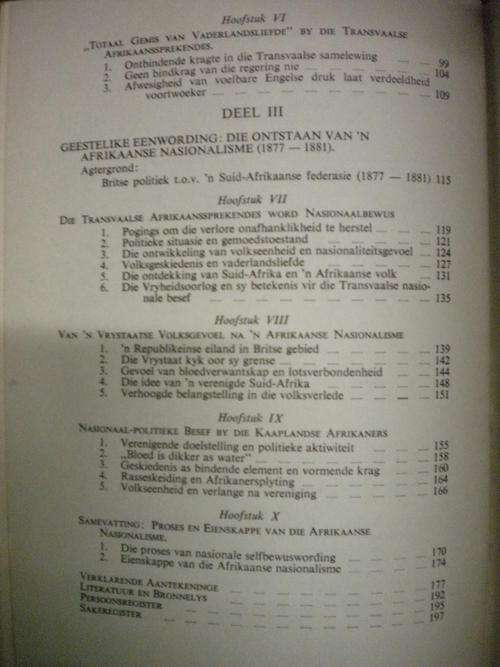 Hoofstuk VI
„Totaal Gemis van Vaderlandsliefde” by die Transvaalse
Afrikaanssprekendes.
1. Ontbindende kragte in die Transvaalse samelewing 99
2. Geen bindkrag van die regering nie 104
3. Afwesigheid van voelbare Engelse druk laat verdeeldheid
voortwoeker 109
DEEL III
GEESTELIKE EENWORDING: DIE ONTSTAAN VAN 'N
AFRIKAANSE NASIONALISME (1877 — 1881).
Agtergrond:
Britse politiek t.o.v. 'n Suid-Afrikaanse federasie (1877 — 1881) 115
Hoofstuk VII
Die Transvaalse Afrikaanssprekendes word Nasionaalbewus
1. Pogings om die verlore onafhanklikheid te herstel 119
2. Politieke situasie en gemoedstoestand 121
3. Die ontwikkeling van volkseenheid en nasionaliteitsgevoel 124
4. Volksgeskiedenis en vaderlandsliefde 127
5. Die ontdekking van Suid-Afrika en 'n Afrikaanse volk 131
6. Die Vryheidsoorlog en sy betekenis vir die Transvaalse nasio-
nale besef 135
Hoofstuk VIII
Van 'n Vrystaatse Volksgevoel na 'n Afrikaanse Nasionalisme
1. 'n Republikeinse eiland in Britse gebied 139
2. Die Vrystaat kyk oor sy grense 142
3. Gevoel van bloedverwantskap en lotsverbondenheid 144
4. Die idee van 'n verenigde Suid-Afrika 148
5. Verhoogde belangstelling in die volksverlede 151
Hoofstuk IX
Nasionaal-politieke Besef by die Kaaplandse Afrikaners
1. Verenigende doelstelling en politieke aktiwiteit 155
2. „Bloed is dikker as water” 158
3. Geskiedenis as bindende element en vormende krag 160
4. Rasseskeiding en Afrikanersplyting 164
5. Volkseenheid en verlange na vereniging 166
Hoofstuk X
Samevatting: Proses en Eienskappe van die Afrikaanse
Nasionalisme.
1. Die proses van nasionale selfbewuswording 170
2. Eienskappe van die Afrikaanse nasionalisme 174
Verklarende Aantekeninge 177
Literatuur en Bronnelys 192
Persoonsregister 195
Sakeregister 197